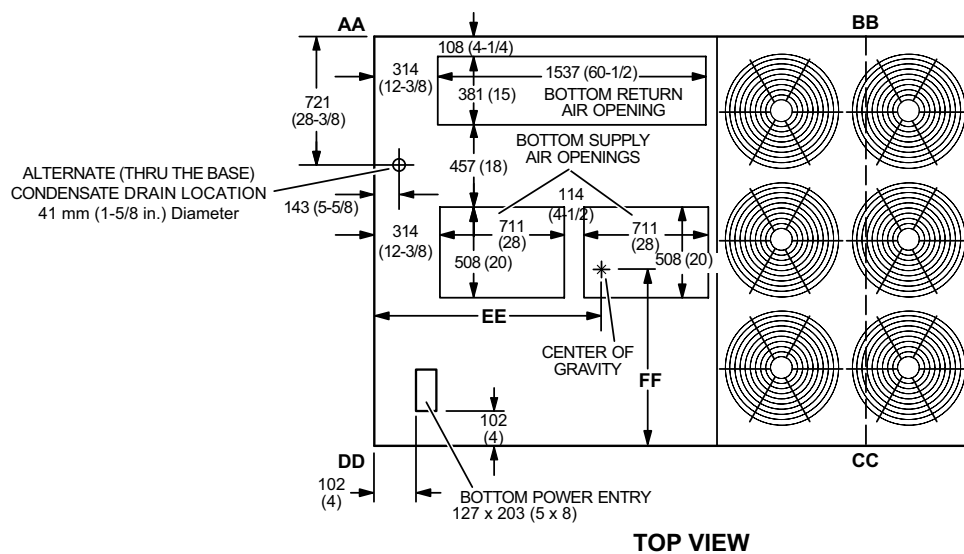 AA
BB
108 (4-1/4)
314
(12-3/8)
1537 (60-1/2)
381 (15)
BOTTOM RETURN
AIR OPENING
721
(28-3/8)
BOTTOM SUPPLY
AIR OPENINGS
457 (18)
ALTERNATE (THRU THE BASE)
CONDENSATE DRAIN LOCATION
41 mm (1-5/8 in.) Diameter
143 (5-5/8)
114
(4-1/2)
314
(12-3/8)
711
(28)
711
(28)
508 (20)
508 (20)
EE
CENTER OF
GRAVITY
FF
102
(4)
DD
CC
102
(4)
BOTTOM POWER ENTRY
127 x 203 (5 x 8)
TOP VIEW